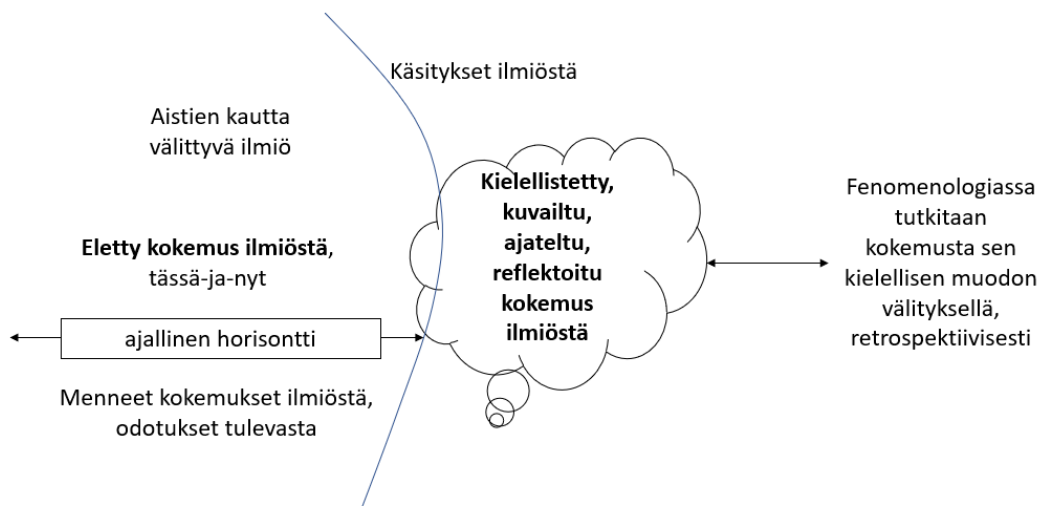 Käsitykset ilmiöstä
Aistien kautta
välittyvä ilmiö
Eletty kokemus ilmiöstä,
tässä-ja-nyt
ajallinen horisontti
Menneet kokemukset ilmiöstä,
odotukset tulevasta
Kielellistetty,
kuvailtu,
ajateltu,
reflektoitu
kokemus
ilmiöstä
Fenomenologiassa
tutkitaan
kokemusta sen
kielellisen muodon
välityksellä,
retrospektiivisesti